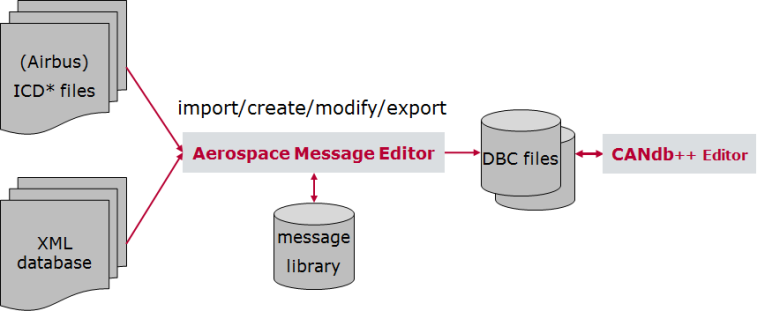 (Airbus)
ICD* files
import/create/modify/export
Aerospace Message Editor
DBC files
CANdb++ Editor
XML
database
message
library